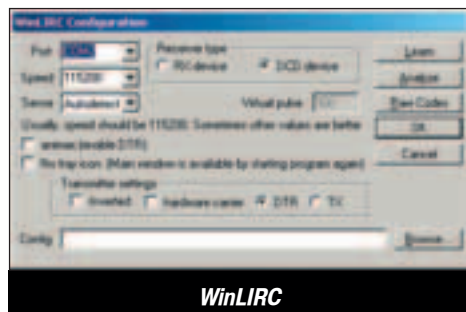 WinLIRC Configuration
Port
Receiver type
RX device
DCD device
Learn
Speed
115200
Analyze
Sense
Autodetect
Virtual pulse
Raw Codes
Usually, speed should be 115200. Sometimes other values are better
OK
animax (enable DTR)
Cancel
No tray icon. (Main window is available by starting program again)
Transmitter settings
Inverted
hardware carrier
DTR
TX
Config
Browse
WinLIRC